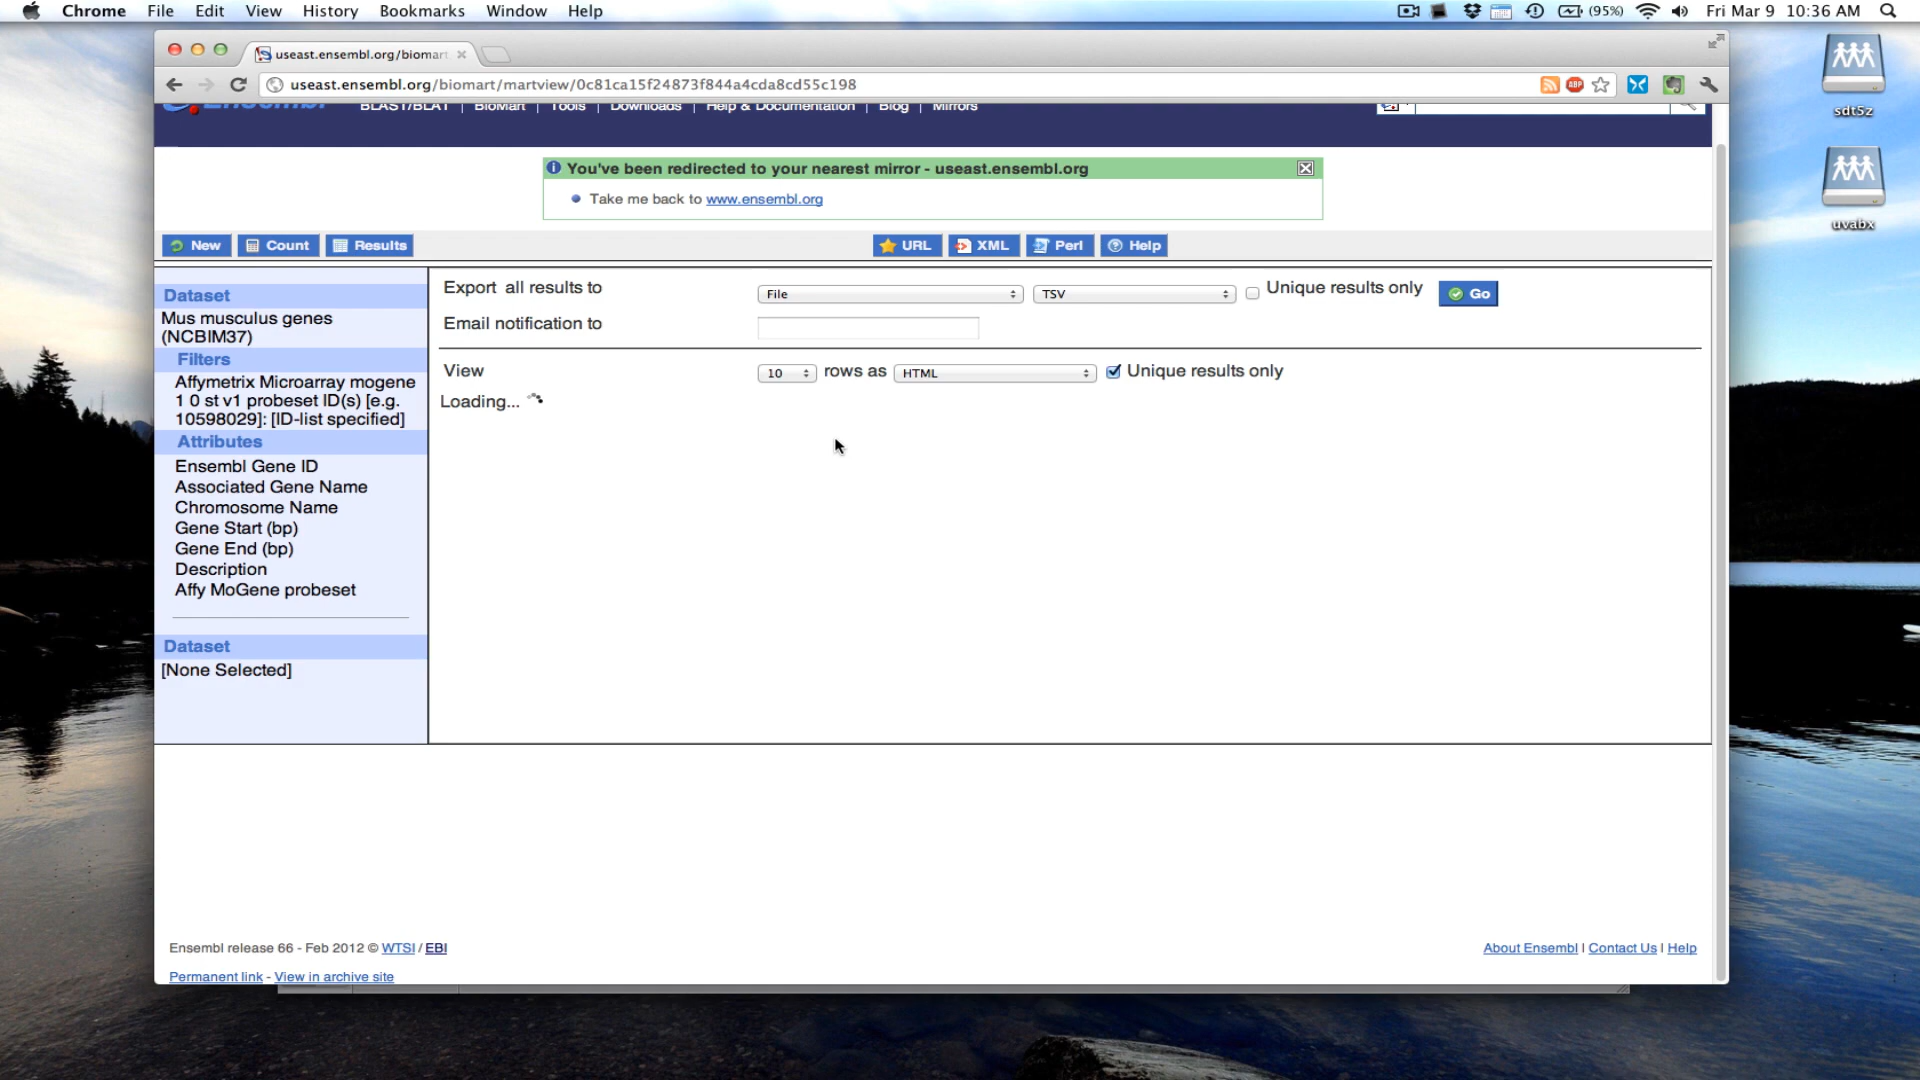 Chrome File Edit View History Bookmarks Window Help (95%) Fri Mar 9 10:36 AM
useast.ensembl.org/biomart
useast.ensembl.org/biomart/martview/0c81ca15f24873f844a4cda8cd55c198
Ensembl BLAST/BLAT | BioMart | Tools | Downloads | Help & Documentation | Blog | Mirrors
You've been redirected to your nearest mirror - useast.ensembl.org
Take me back to www.ensembl.org
New Count Results URL XML Perl Help
Dataset
Mus musculus genes
(NCBIM37)
Filters
Affymetrix Microarray mogene
1 0 st v1 probeset ID(s) [e.g.
10598029]: [ID-list specified]
Attributes
Ensembl Gene ID
Associated Gene Name
Chromosome Name
Gene Start (bp)
Gene End (bp)
Description
Affy MoGene probeset
Dataset
[None Selected]
Export all results to File TSV Unique results only Go
Email notification to
View 10 rows as HTML Unique results only
Loading...
Ensembl release 66 - Feb 2012 © WTSI / EBI
About Ensembl | Contact Us | Help
Permanent link - View in archive site
sdt5z
uvabx
ABP